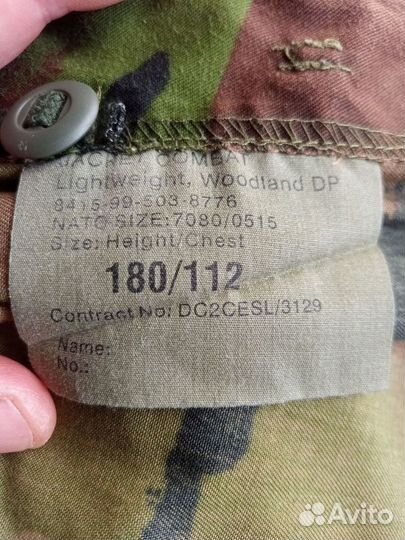 JACKET COMBAT
Lightweight, Woodland DP
8415-99-503-8776
NATO SIZE:7080/0515
Size: Height/Chest
180/112
Contract No: DC2CESL/3129
Name:
No.:
Avito